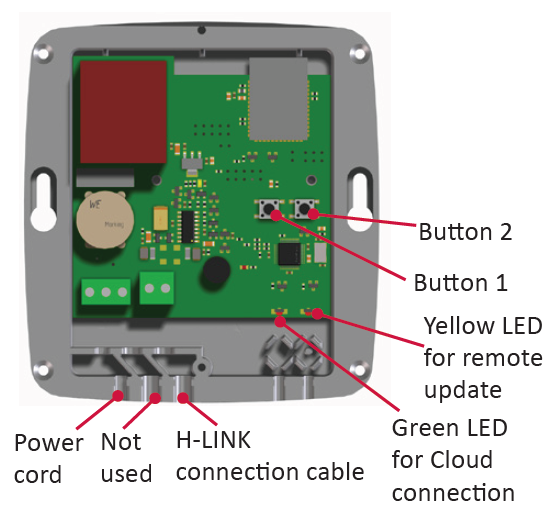 WE
Button 2
Button 1
Yellow LED
for remote
update
Green LED
for Cloud
connection
Power
cord
Not
used
H-LINK
connection cable